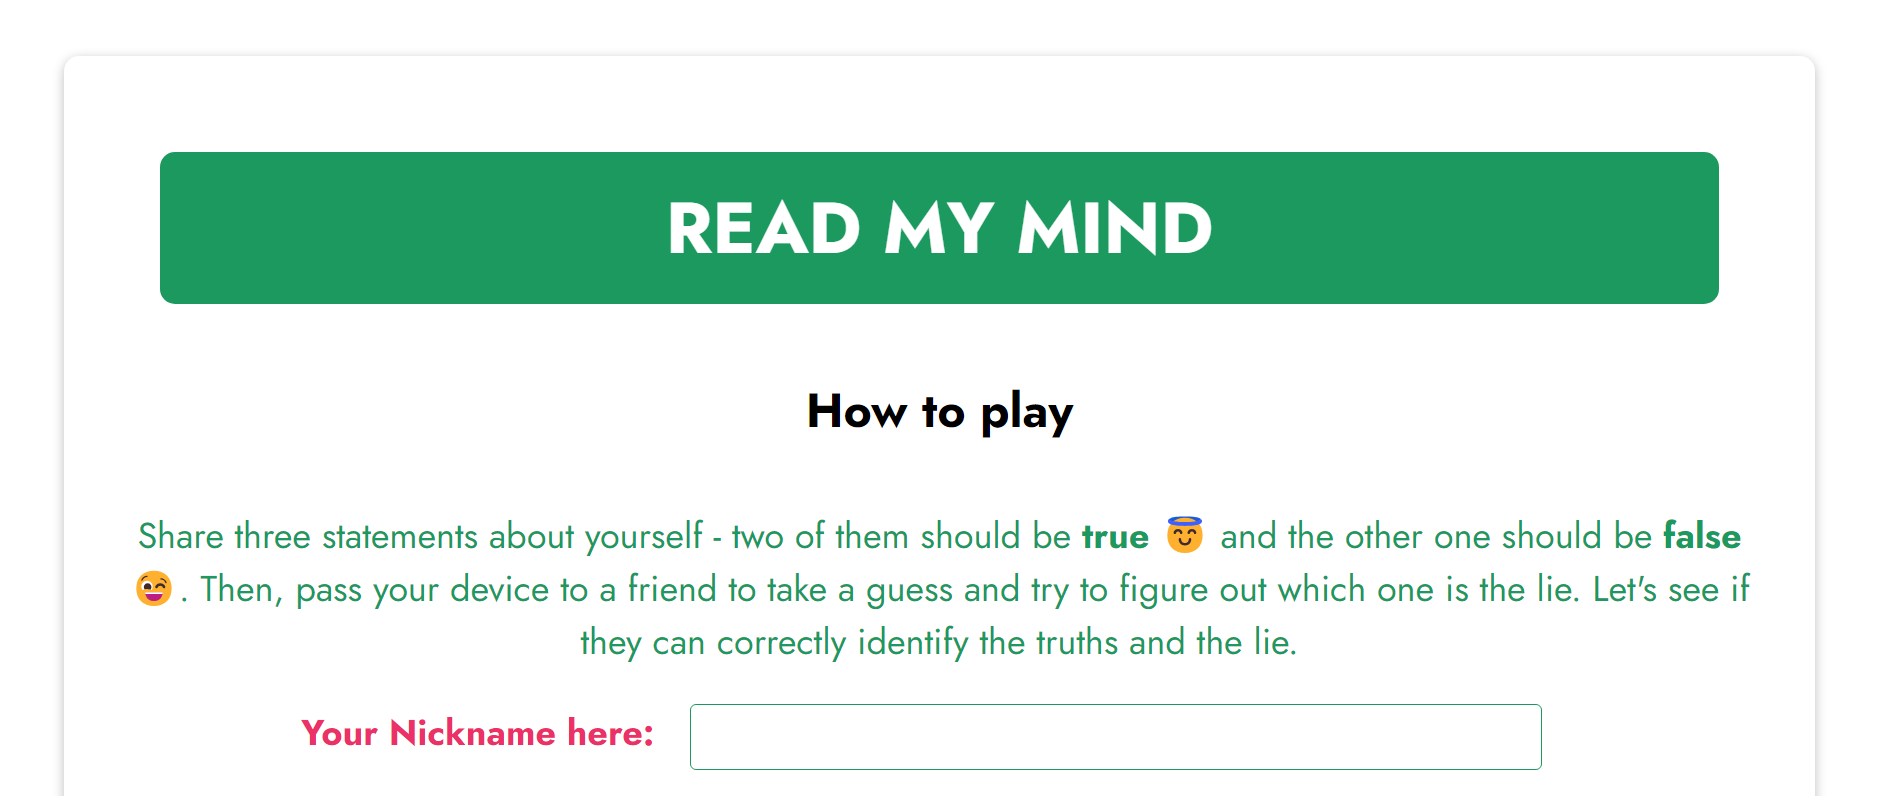 READ MY MIND
How to play
Share three statements about yourself - two of them should be true 😇 and the other one should be false
😜. Then, pass your device to a friend to take a guess and try to figure out which one is the lie. Let's see if
they can correctly identify the truths and the lie.
Your Nickname here: